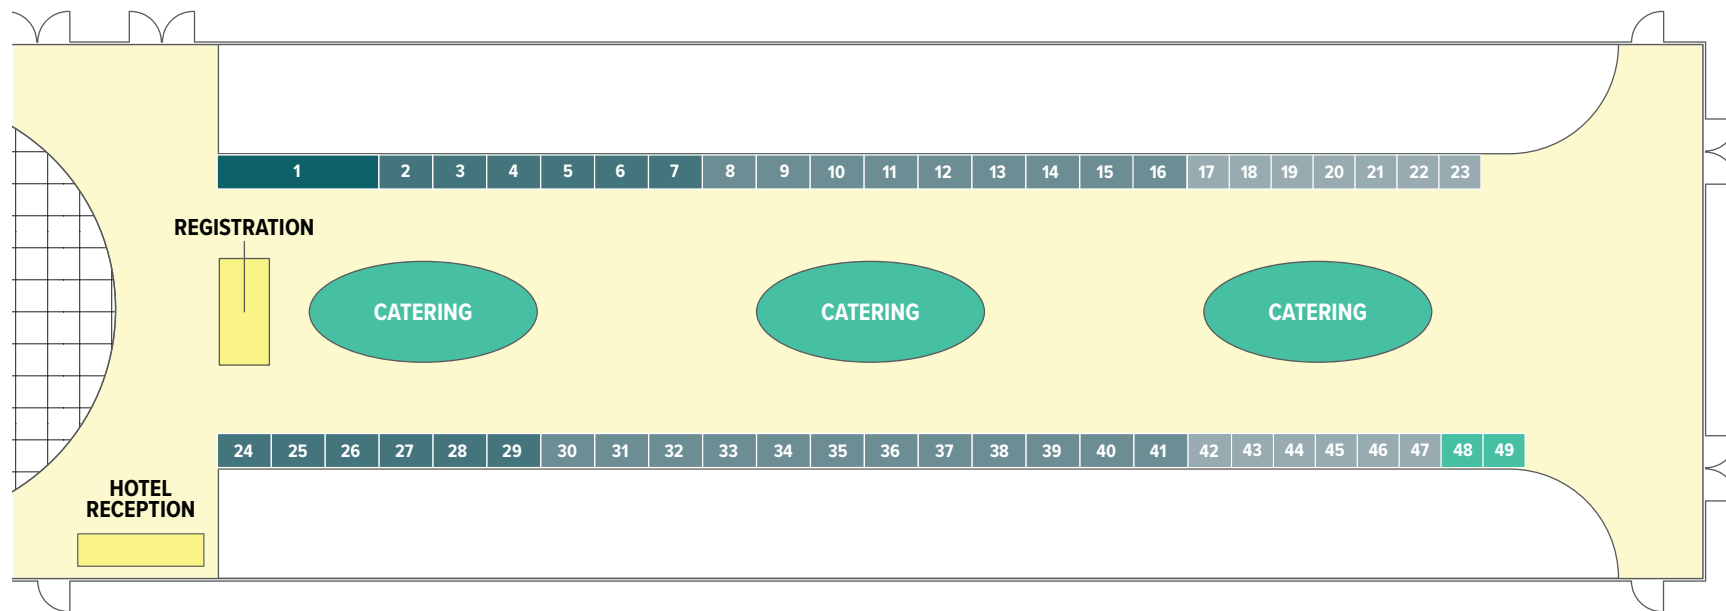 1 2 3 4 5 6 7 8 9 10 11 12 13 14 15 16 17 18 19 20 21 22 23
REGISTRATION
CATERING CATERING CATERING
24 25 26 27 28 29 30 31 32 33 34 35 36 37 38 39 40 41 42 43 44 45 46 47 48 49
HOTEL
RECEPTION